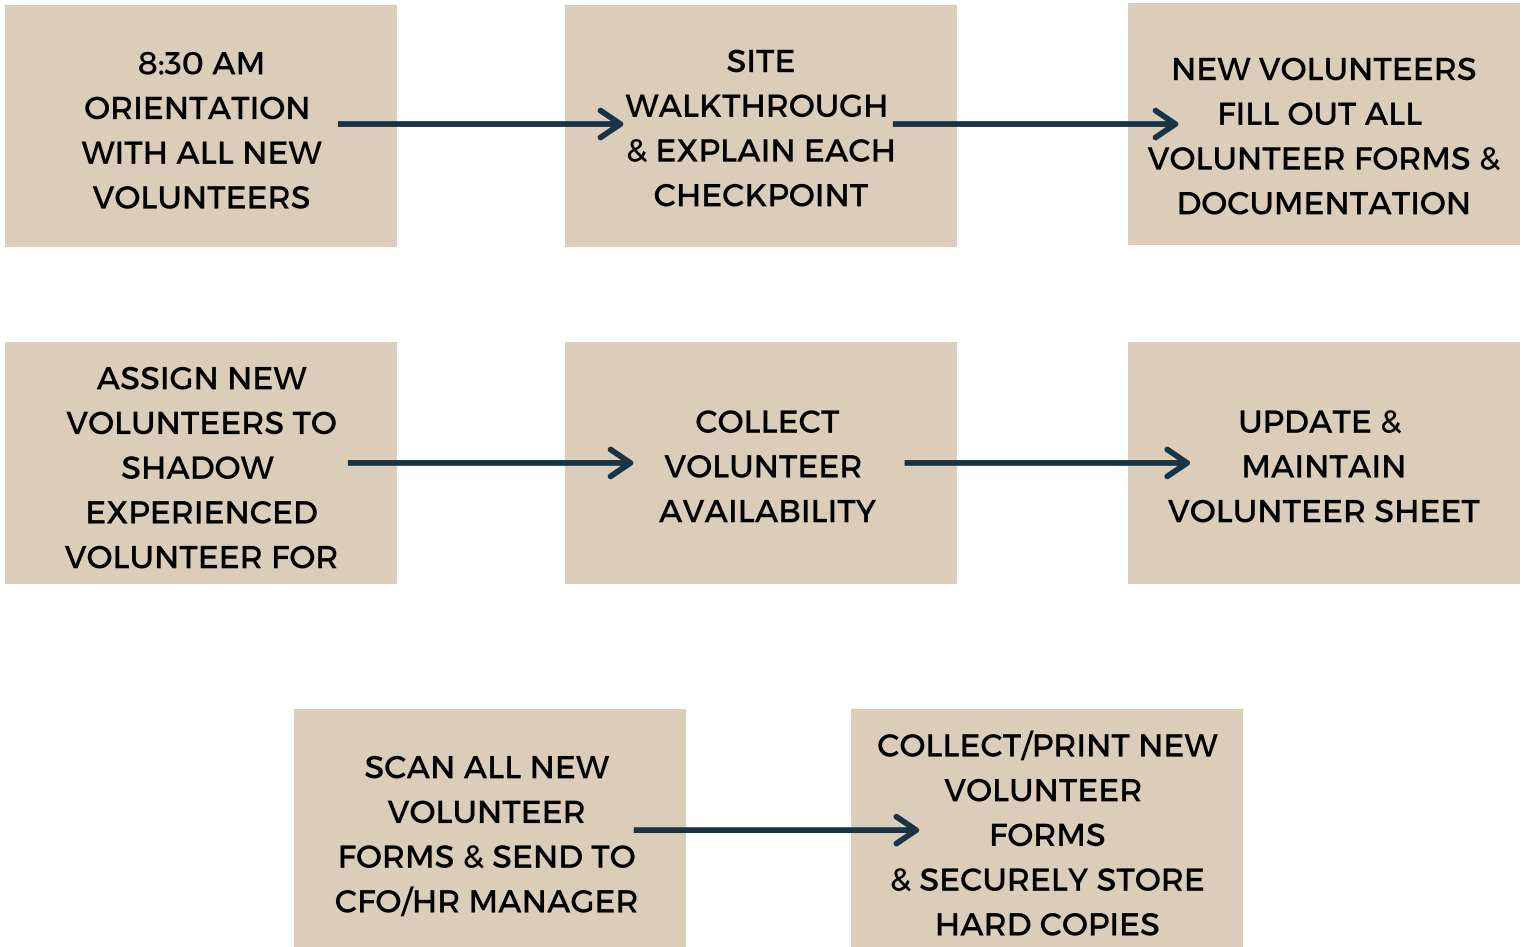 8:30 AM
ORIENTATION
WITH ALL NEW
VOLUNTEERS
SITE
WALKTHROUGH
& EXPLAIN EACH
CHECKPOINT
NEW VOLUNTEERS
FILL OUT ALL
VOLUNTEER FORMS &
DOCUMENTATION
ASSIGN NEW
VOLUNTEERS TO
SHADOW
EXPERIENCED
VOLUNTEER FOR
COLLECT
VOLUNTEER
AVAILABILITY
UPDATE &
MAINTAIN
VOLUNTEER SHEET
SCAN ALL NEW
VOLUNTEER
FORMS & SEND TO
CFO/HR MANAGER
COLLECT/PRINT NEW
VOLUNTEER
FORMS
& SECURELY STORE
HARD COPIES